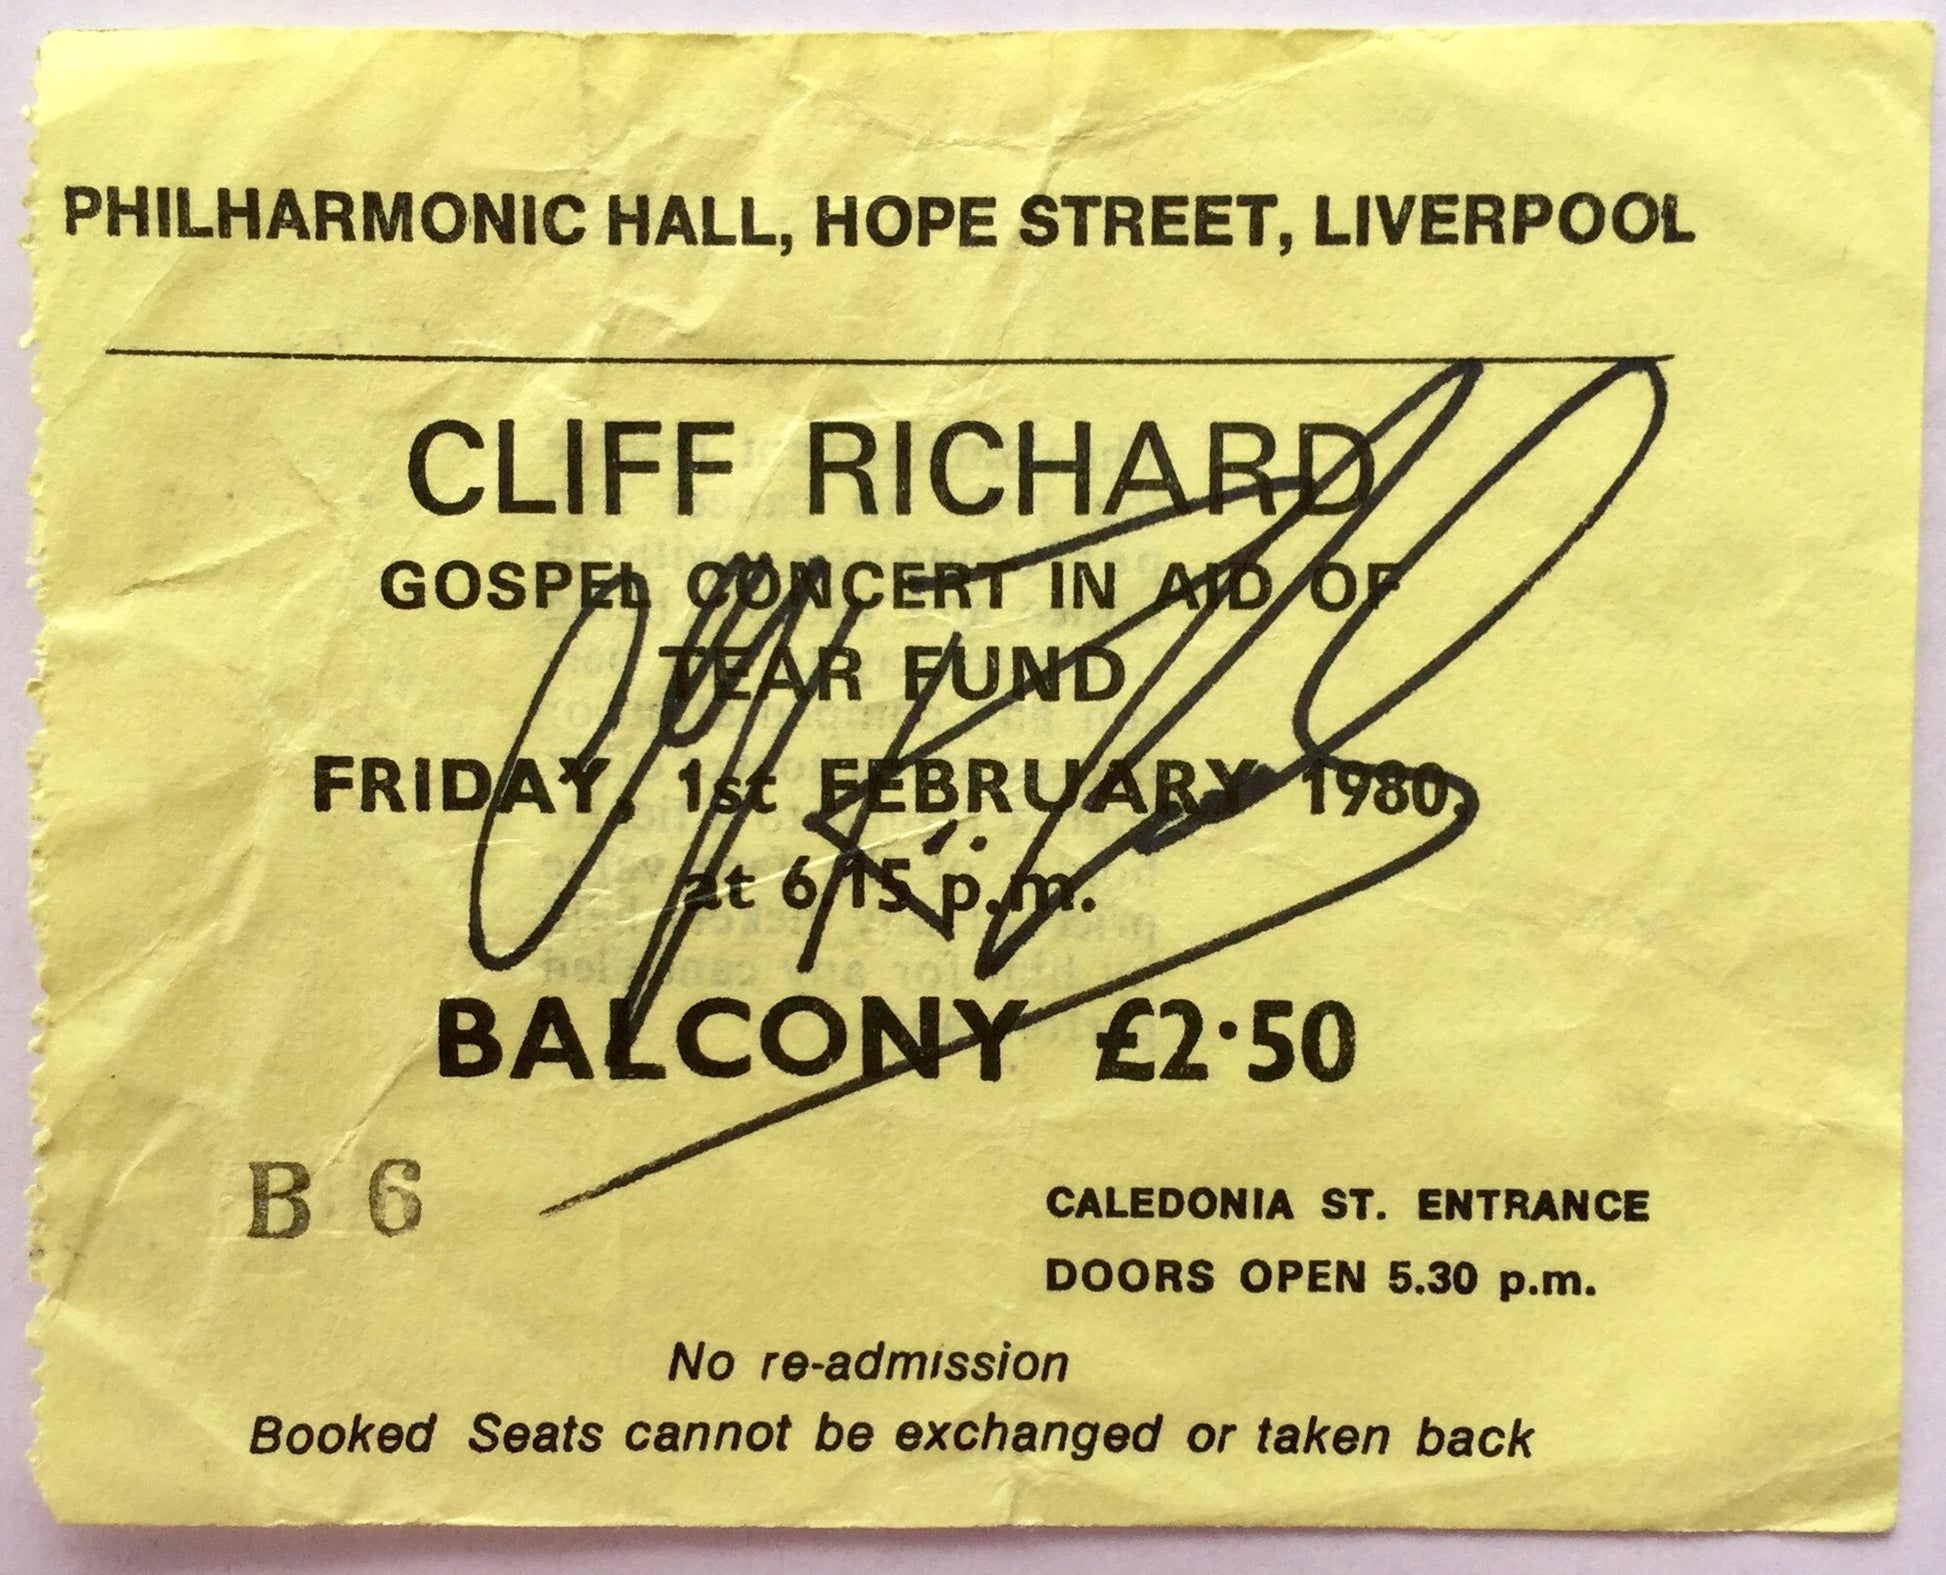 PHILHARMONIC HALL, HOPE STREET, LIVERPOOL
CLIFF RICHARD
GOSPEL CONCERT IN AID OF
TEAR FUND
FRIDAY, 1st FEBRUARY 1980,
at 6.15 p.m.
BALCONY £2·50
B 6
CALEDONIA ST. ENTRANCE
DOORS OPEN 5.30 p.m.
No re-admission
Booked Seats cannot be exchanged or taken back